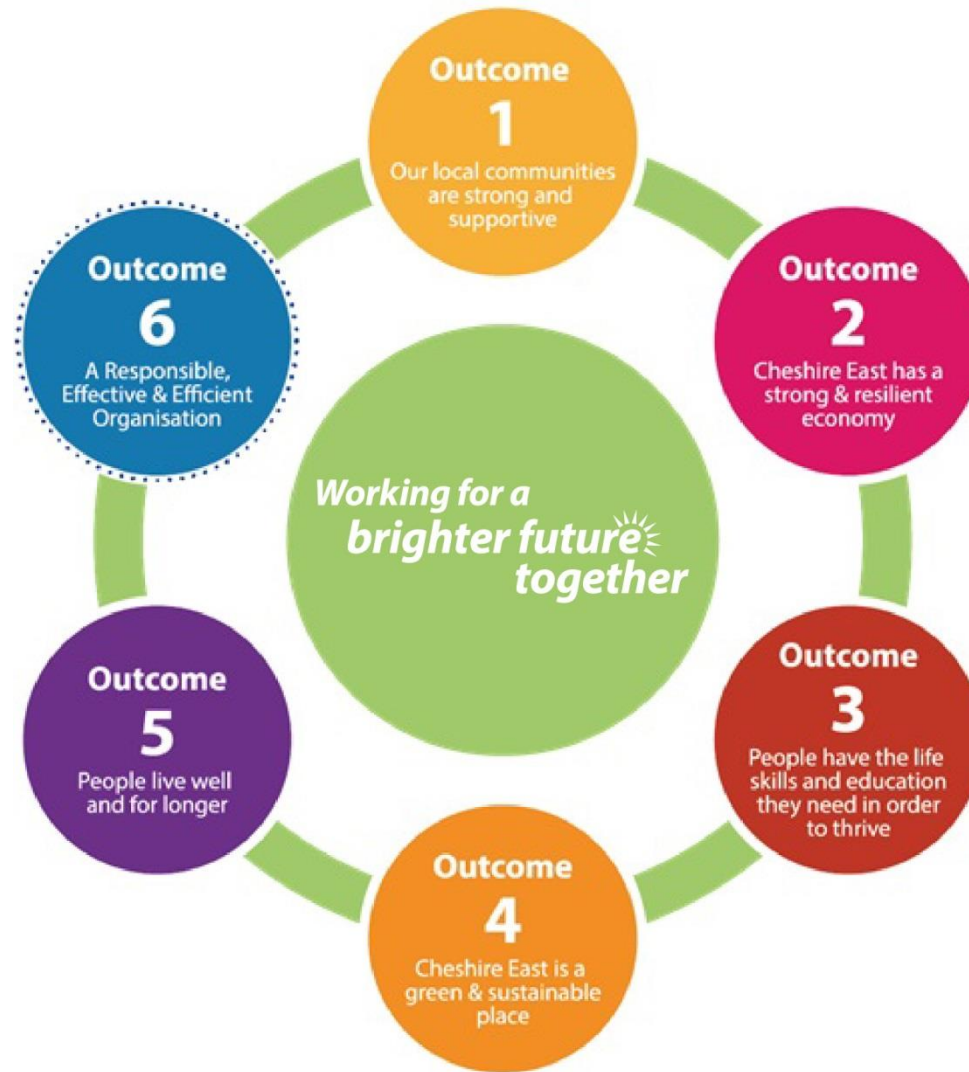 Outcome
1
Our local communities
are strong and
supportive
Outcome
2
Cheshire East has a
strong & resilient
economy
Outcome
3
People have the life
skills and education
they need in order
to thrive
Outcome
4
Cheshire East is a
green & sustainable
place
Outcome
5
People live well
and for longer
Outcome
6
A Responsible,
Effective & Efficient
Organisation
Working for a
brighter future
together